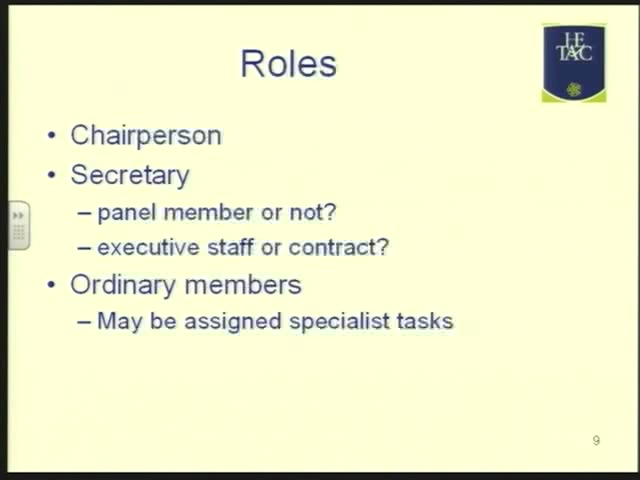 Roles
HE
TAC
• Chairperson
• Secretary
– panel member or not?
– executive staff or contract?
• Ordinary members
– May be assigned specialist tasks
9